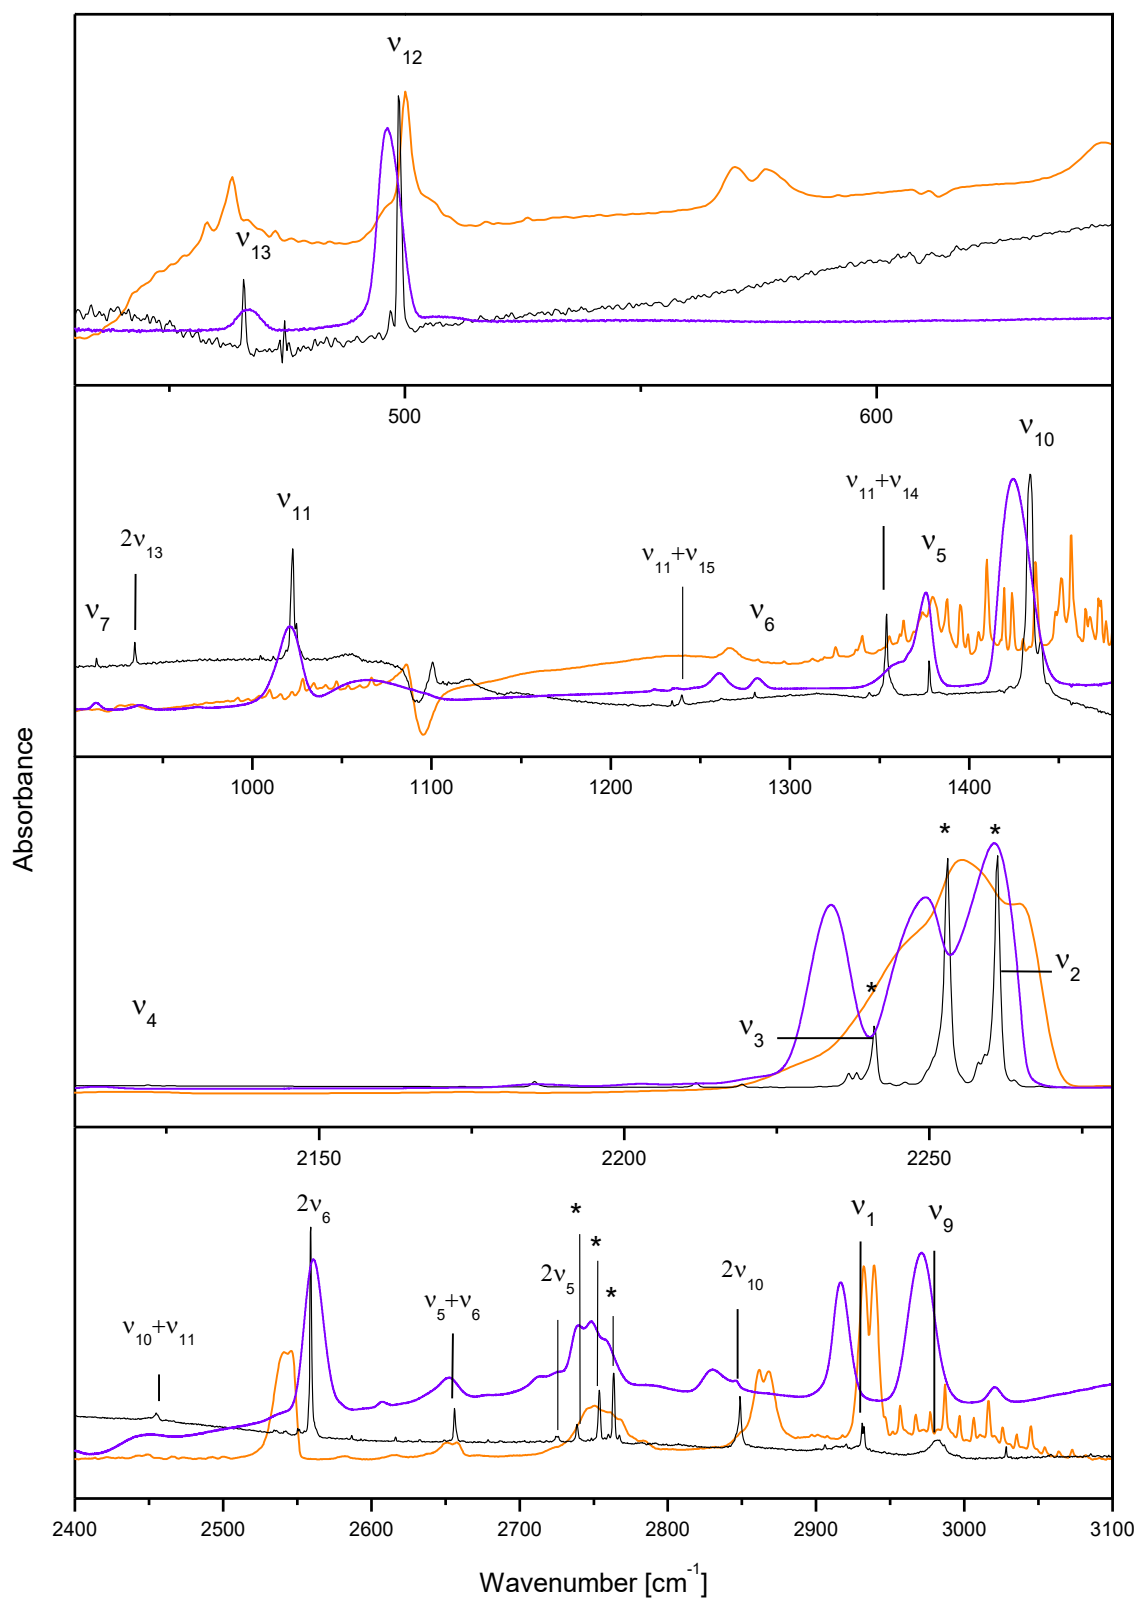 ν12
ν13
500 600
ν10
ν11+ν14
ν11
2ν13
ν5
ν11+ν15
ν7
ν6
1000 1100 1200 1300 1400
Absorbance
* *
ν2
*
ν4
ν3
2150 2200 2250
2ν6
*
ν1
ν9
*
2ν5
2ν10
*
ν5+ν6
ν10+ν11
2400 2500 2600 2700 2800 2900 3000 3100
Wavenumber [cm-1]